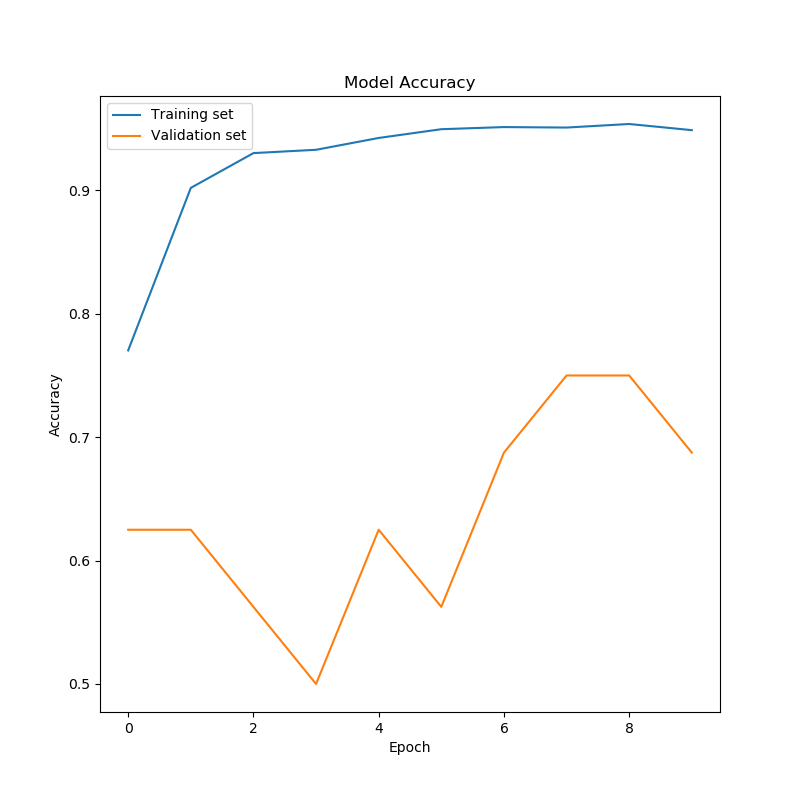 Model Accuracy
Training set
Validation set
0.9
0.8
0.7
0.6
0.5
Accuracy
0 2 4 6 8
Epoch